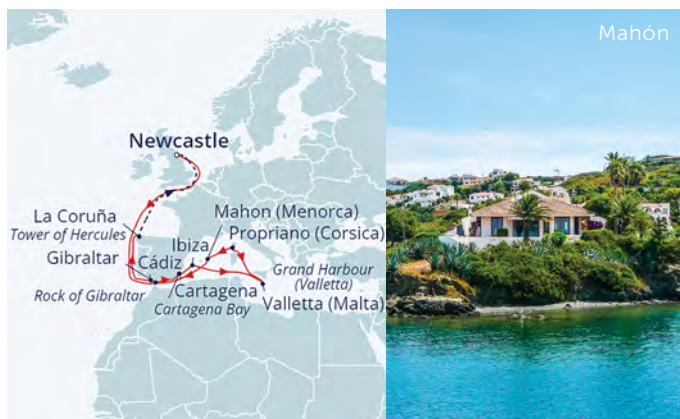 Newcastle
La Coruña
Tower of Hercules
Gibraltar
Cádiz
Rock of Gibraltar
Ibiza
Mahon (Menorca)
Propriano (Corsica)
Grand Harbour
(Valletta)
Cartagena
Cartagena Bay
Valletta (Malta)
Mahón